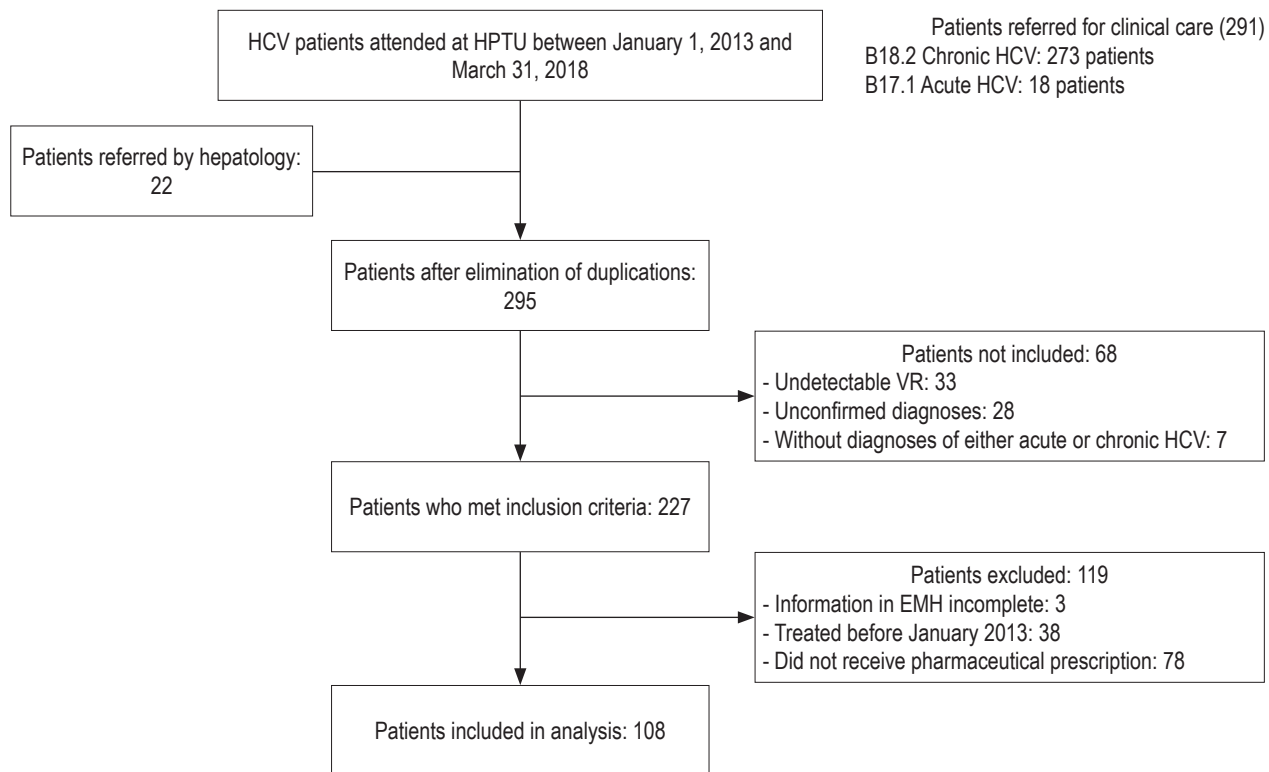 HCV patients attended at HPTU between January 1, 2013 and
March 31, 2018
Patients referred for clinical care (291)
B18.2 Chronic HCV: 273 patients
B17.1 Acute HCV: 18 patients
Patients referred by hepatology:
22
Patients after elimination of duplications:
295
Patients not included: 68
- Undetectable VR: 33
- Unconfirmed diagnoses: 28
- Without diagnoses of either acute or chronic HCV: 7
Patients who met inclusion criteria: 227
Patients excluded: 119
- Information in EMH incomplete: 3
- Treated before January 2013: 38
- Did not receive pharmaceutical prescription: 78
Patients included in analysis: 108